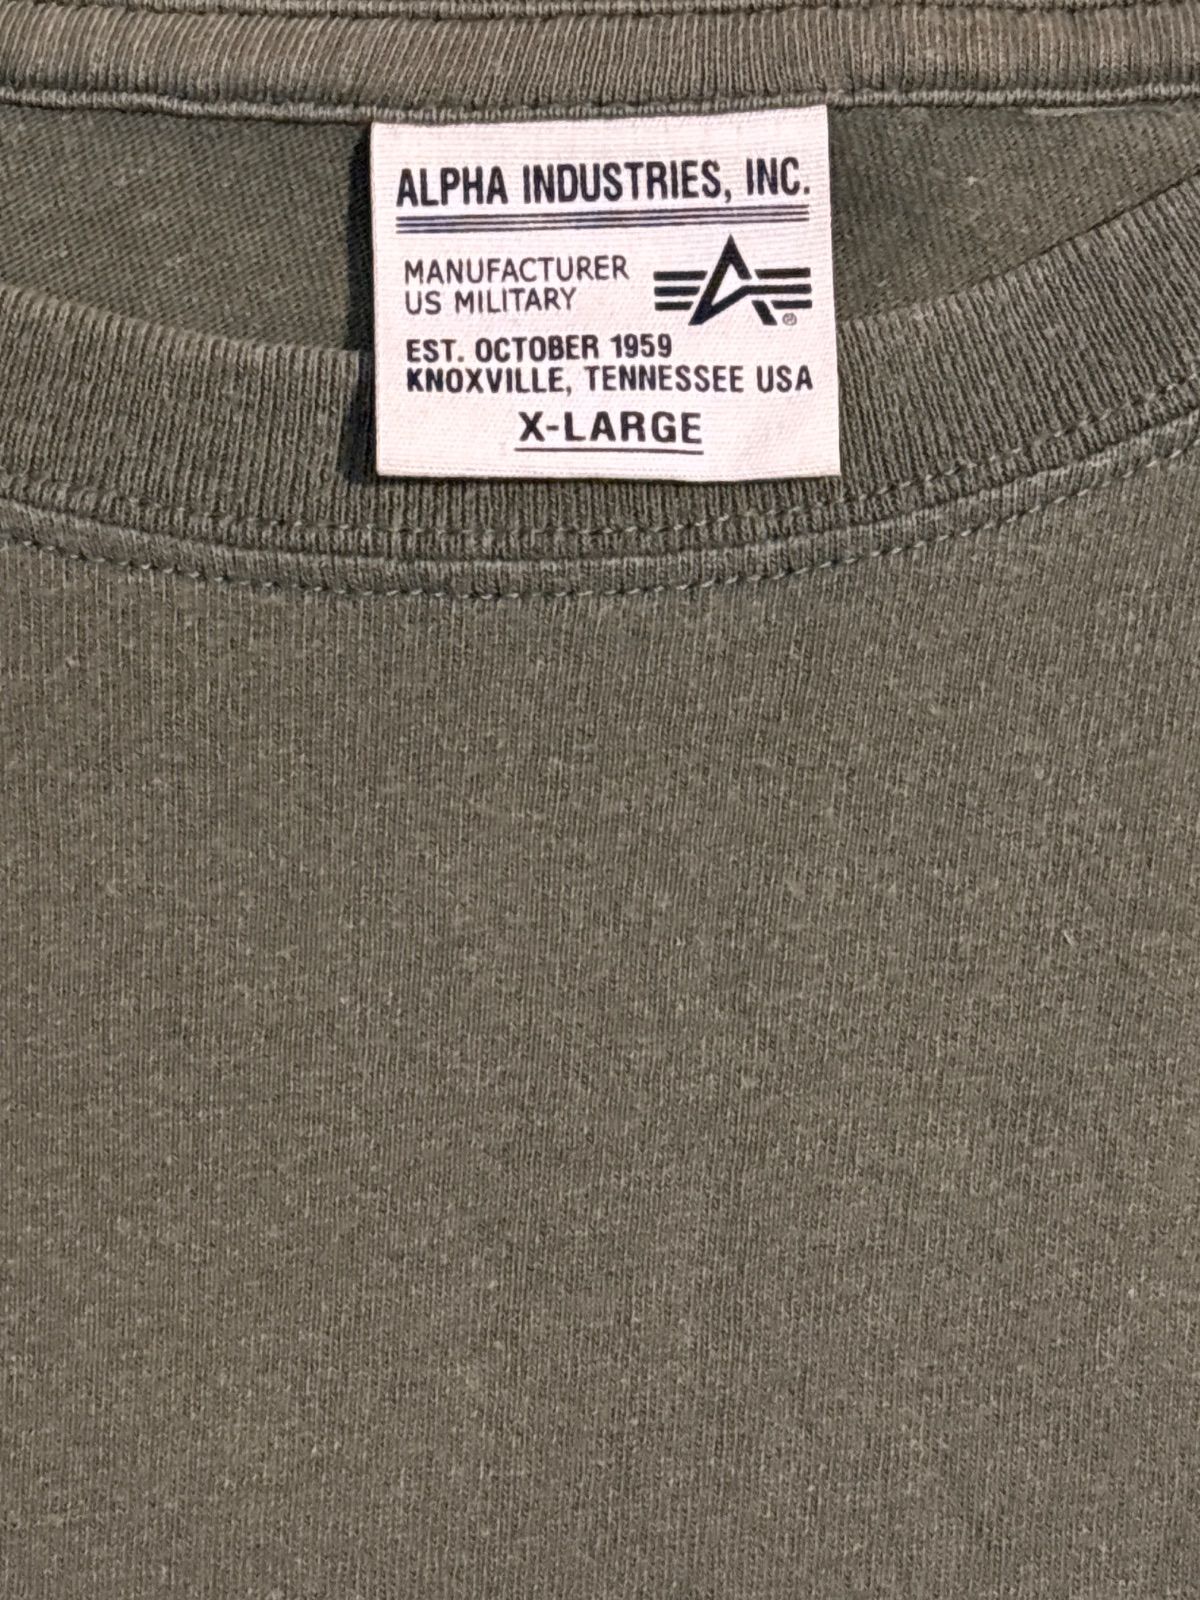 ALPHA INDUSTRIES, INC.
MANUFACTURER
US MILITARY
®
EST. OCTOBER 1959
KNOXVILLE, TENNESSEE USA
X-LARGE